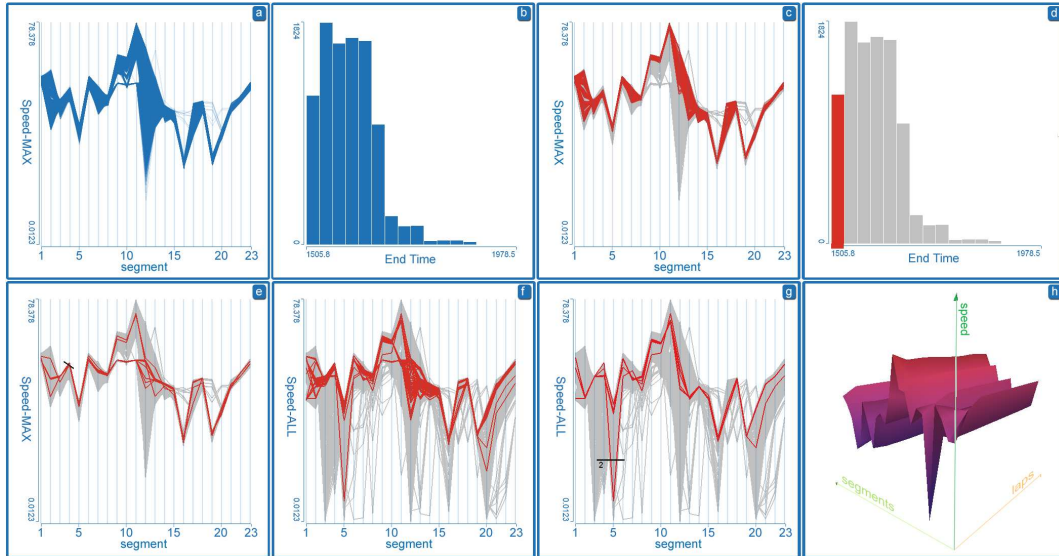 a
78.378
Speed-MAX
0.0123
1 5 10 15 20 23
segment
b
1824
0
1505.8 1978.5
End Time
c
78.378
Speed-MAX
0.0123
1 5 10 15 20 23
segment
d
1824
0
1505.8 1978.5
End Time
e
78.378
Speed-MAX
0.0123
1 5 10 15 20 23
segment
f
78.378
Speed-ALL
0.0123
1 5 10 15 20 23
segment
g
78.378
Speed-ALL
2
0.0123
1 5 10 15 20 23
segment
h
speed
segments
laps